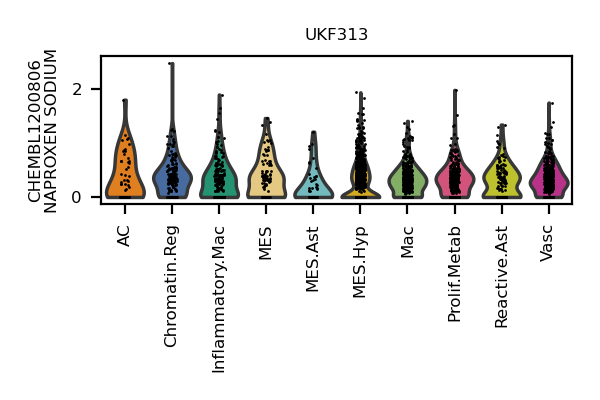 UKF313
CHEMBL1200806
NAPROXEN SODIUM
2
0
AC
Chromatin.Reg
Inflammatory.Mac
MES
MES.Ast
MES.Hyp
Mac
Prolif.Metab
Reactive.Ast
Vasc